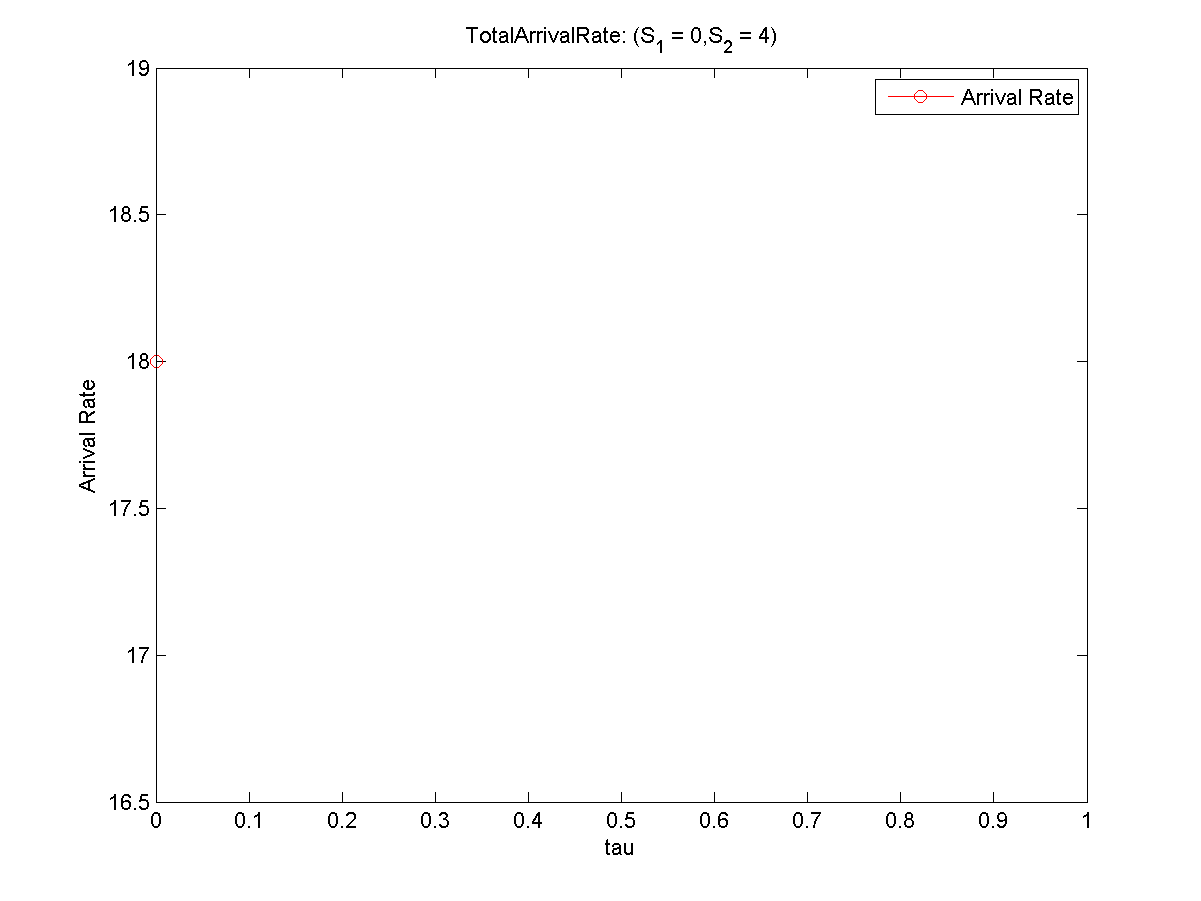 TotalArrivalRate: (S1 = 0,S2 = 4)
19
Arrival Rate
18.5
18
Arrival Rate
17.5
17
16.5
0 0.1 0.2 0.3 0.4 0.5 0.6 0.7 0.8 0.9 1
tau